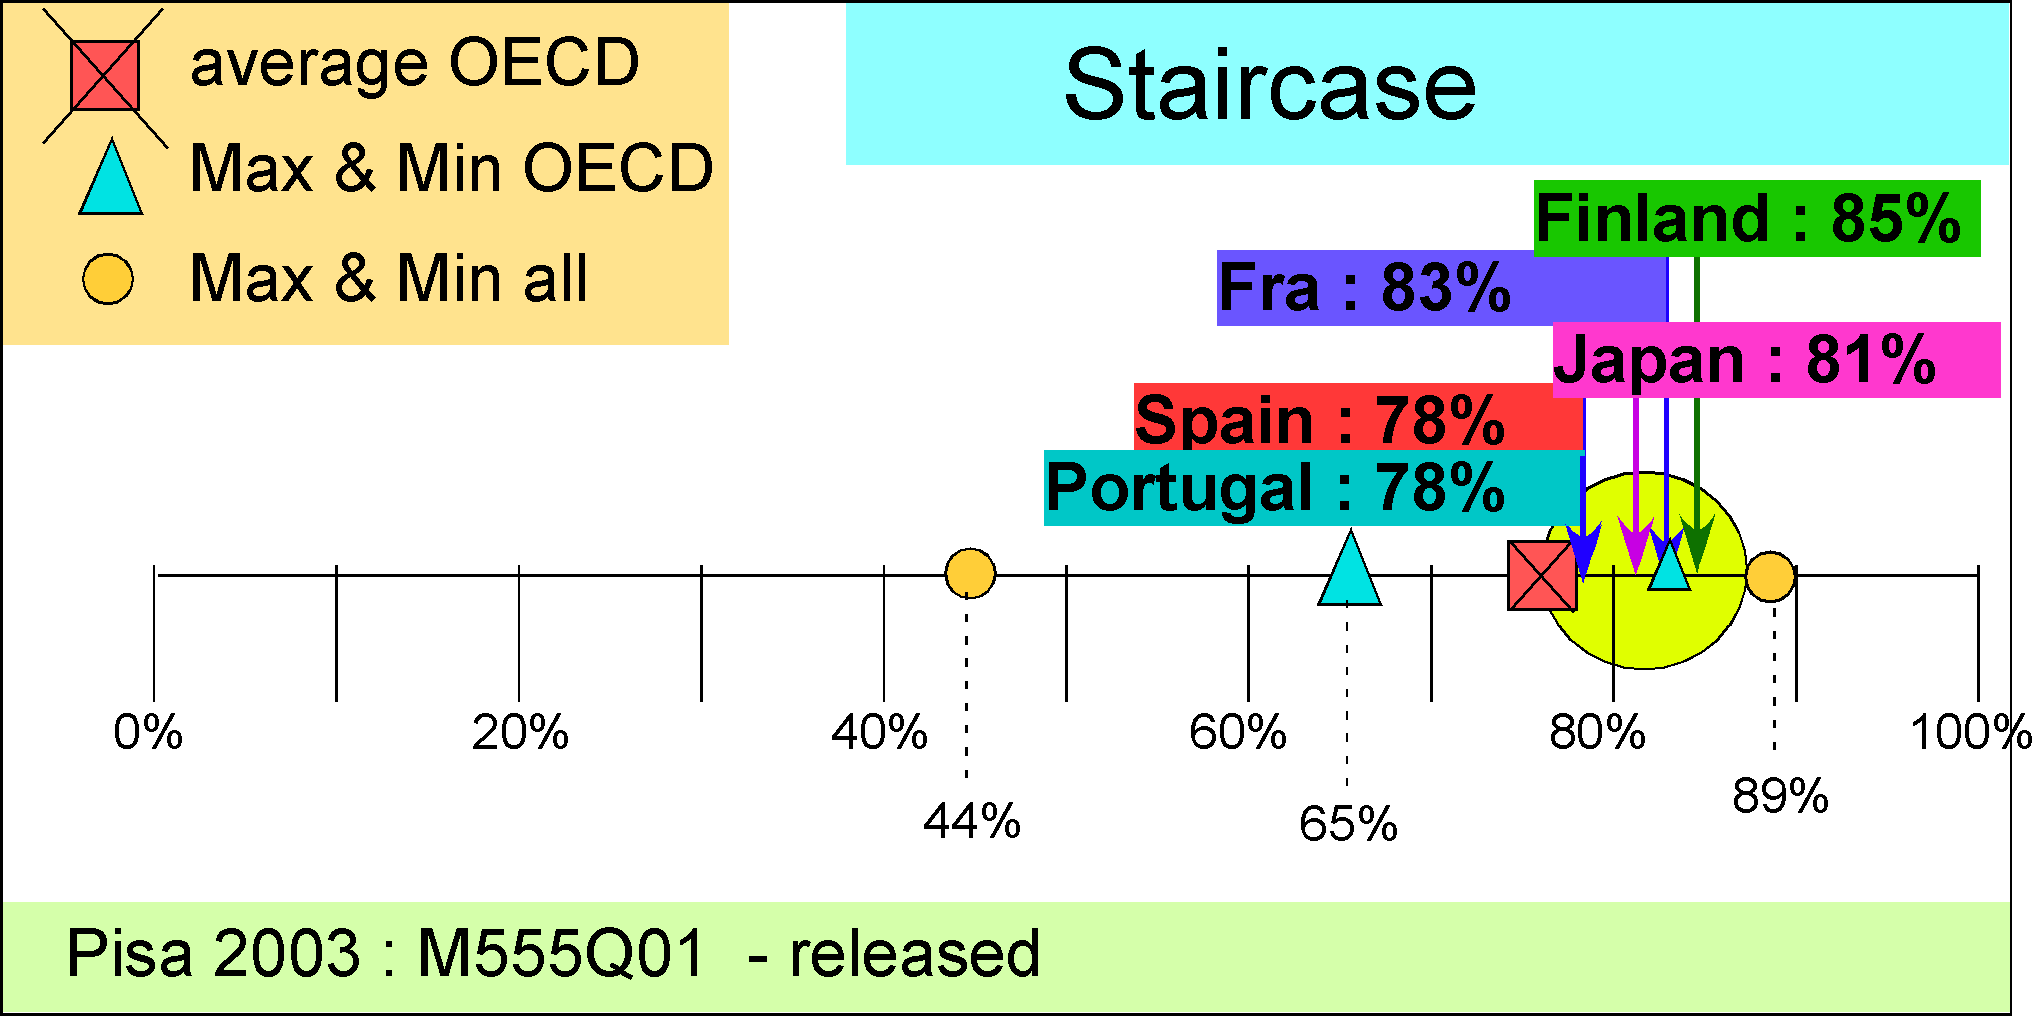 average OECD
Max & Min OECD
Max & Min all
Staircase
Finland : 85%
Fra : 83%
Japan : 81%
Spain : 78%
Portugal : 78%
0% 20% 40% 60% 80% 100%
44% 65% 89%
Pisa 2003 : M555Q01 - released